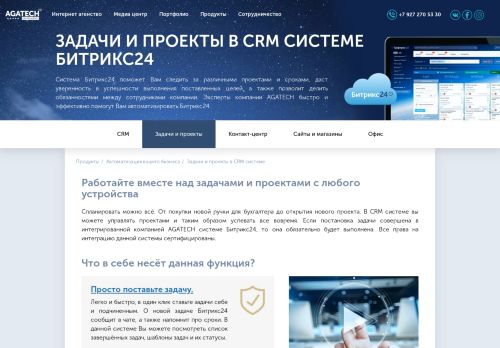 AGATECH
Интернет агенство
Медиа центр
Портфолио
Продукты
Сотрудничество
+7 927 270 53 30
ЗАДАЧИ И ПРОЕКТЫ В CRM СИСТЕМЕ
БИТРИКС24
Система Битрикс24 поможет Вам следить за различными проектами и сроками, даст
уверенность в успешности выполнения поставленных целей, а также позволит делить
обязанностями между сотрудниками компании. Эксперты компании AGATECH быстро и
эффективно помогут Вам автоматизировать Битрикс24.
Битрикс24
CRM
Задачи и проекты
Контакт-центр
Сайты и магазины
Офис
Продукты / Автоматизация вашего бизнеса / Задачи и проекты в CRM системе
Работайте вместе над задачами и проектами с любого
устройства
Спланировать можно всё. От покупки новой ручки для бухгалтера до открытия нового проекта. В CRM системе вы
можете управлять проектами и таким образом успевать все вовремя. Если постановка задачи совершена в
интегрированной компанией AGATECH системе Битрикс24, то она обязательно будет выполнена. Все права на
интеграцию данной системы сертифицированы.
Что в себе несёт данная функция?
Просто поставьте задачу.
Легко и быстро, в один клик ставьте задачи себе
и подчиненным. О новой задаче Битрикс24
сообщит в чате, а также напомнит про сроки. В
данной системе Вы можете посмотреть список
завершённых задач, шаблоны задач и их статусы.